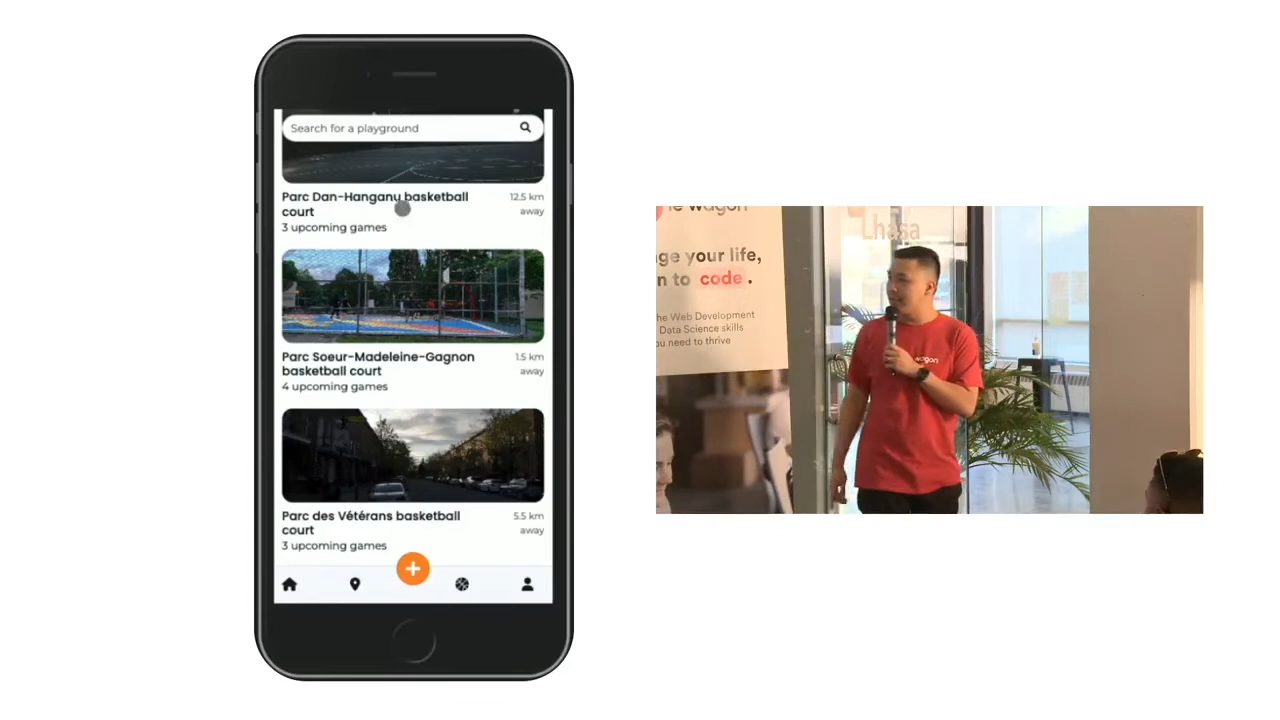 Search for a playground
Parc Dan-Hanganu basketball
court
12.5 km
away
3 upcoming games
Parc Soeur-Madeleine-Gagnon
basketball court
1.5 km
away
4 upcoming games
Parc des Vétérans basketball
court
5.5 km
away
3 upcoming games
+
le wagon
ge your life,
n to code.
he Web Development
Data Science skills
ou need to thrive
Lhasa
wagon